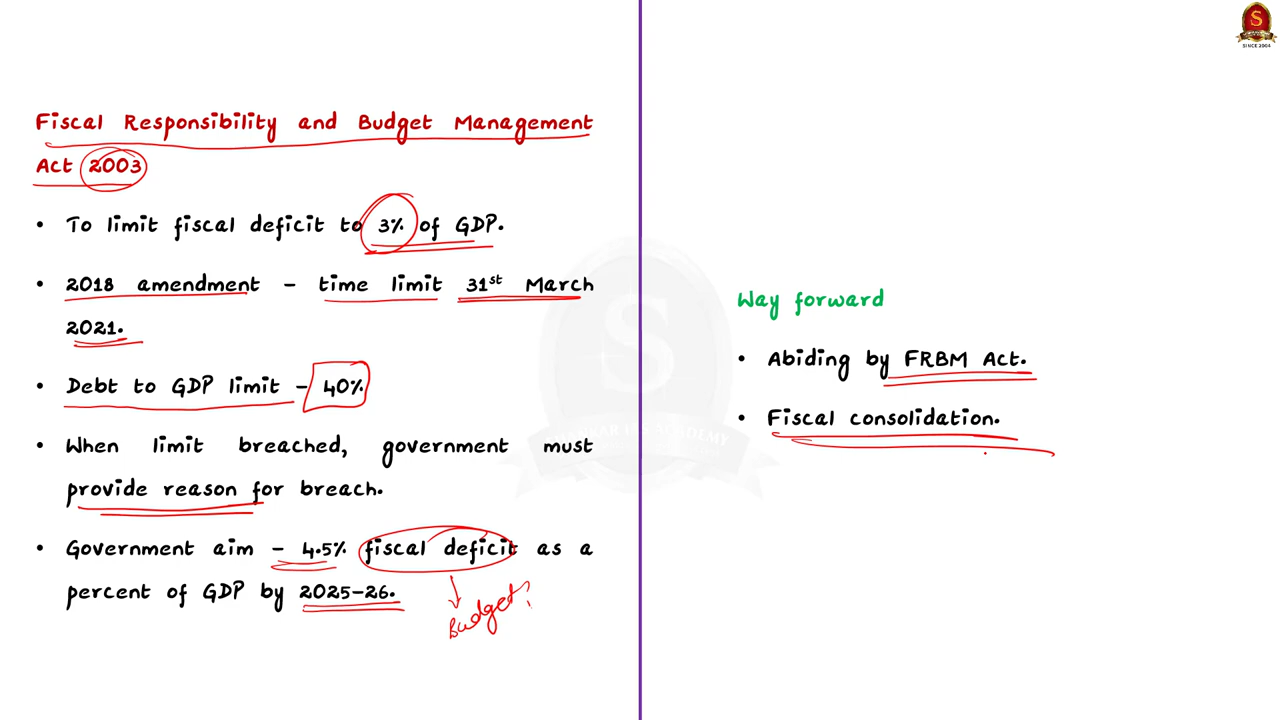 Fiscal Responsibility and Budget Management
Act 2003
• To limit fiscal deficit to 3% of GDP.
• 2018 amendment - time limit 31st March
2021.
• Debt to GDP limit - 40%
• When limit breached, government must
provide reason for breach.
• Government aim - 4.5% fiscal deficit as a
percent of GDP by 2025-26.
Budget?
Way forward
• Abiding by FRBM Act.
• Fiscal consolidation.
S
SINCE 2004